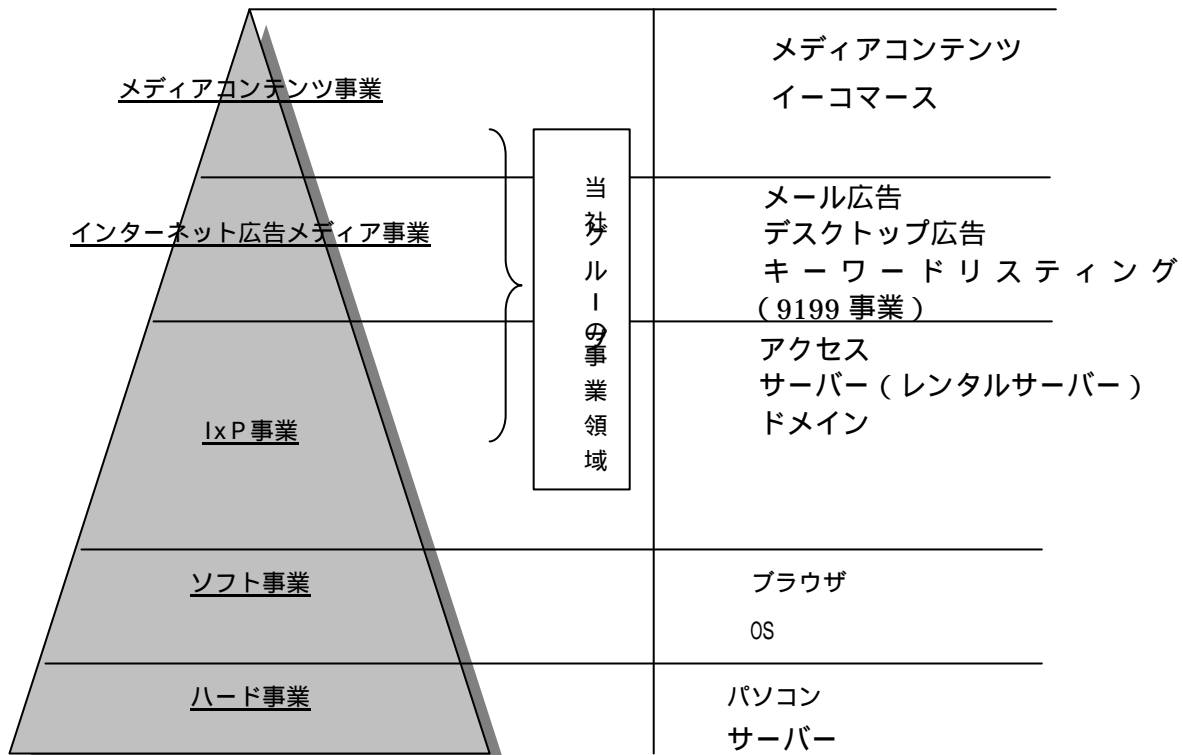 メディアコンテンツ
メディアコンテンツ事業
イーコマース
当社グループの事業領域
メール広告
インターネット広告メディア事業
デスクトップ広告
キーワードリスティング
(9199 事業)
アクセス
サーバー(レンタルサーバー)
ドメイン
IxP事業
ソフト事業
ブラウザ
OS
ハード事業
パソコン
サーバー